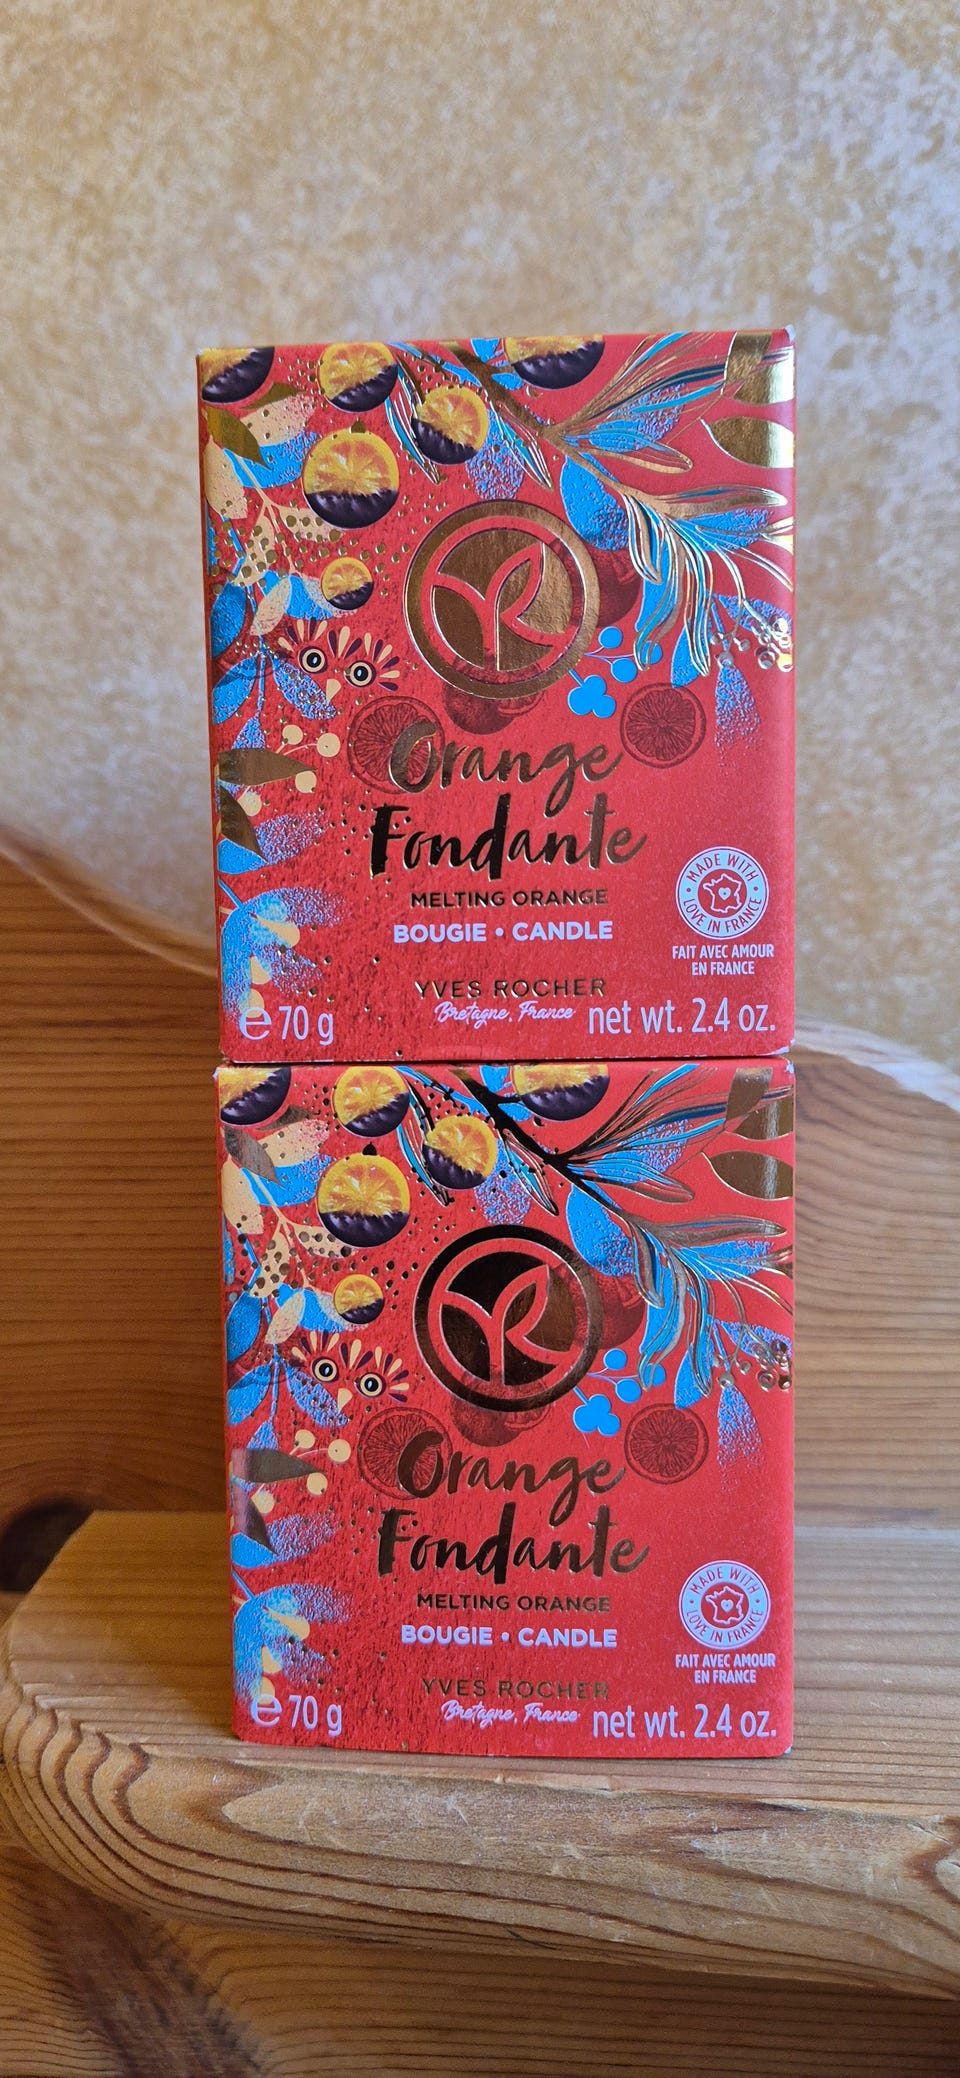 Orange
Fondante
MELTING ORANGE
BOUGIE • CANDLE
MADE WITH
LOVE IN FRANCE
FAIT AVEC AMOUR
EN FRANCE
YVES ROCHER
Bretagne, France
e 70 g
net wt. 2.4 oz.
Orange
Fondante
MELTING ORANGE
BOUGIE • CANDLE
MADE WITH
LOVE IN FRANCE
FAIT AVEC AMOUR
EN FRANCE
YVES ROCHER
Bretagne, France
e 70 g
net wt. 2.4 oz.